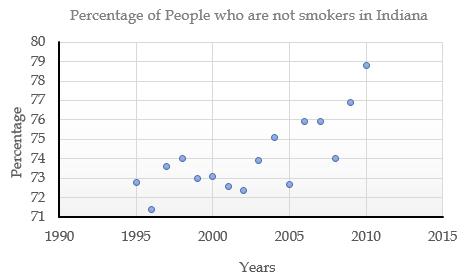 Percentage of People who are not smokers in Indiana
80
79
78
77
76
75
74
73
72
71
Percentage
1990 1995 2000 2005 2010 2015
Years